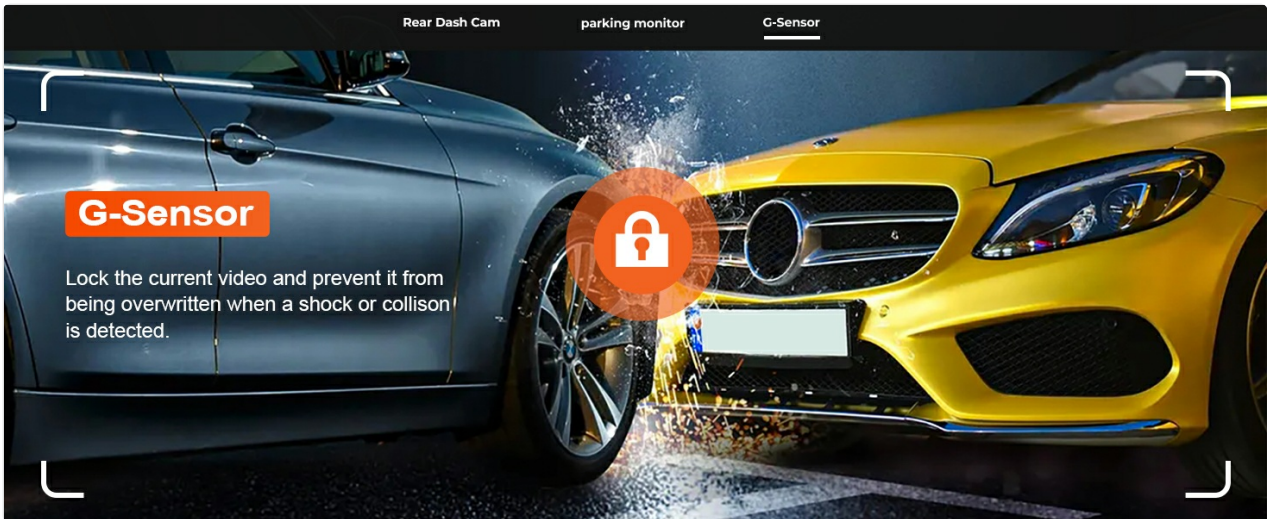 Rear Dash Cam
parking monitor
G-Sensor
G-Sensor
Lock the current video and prevent it from
being overwritten when a shock or collison
is detected.